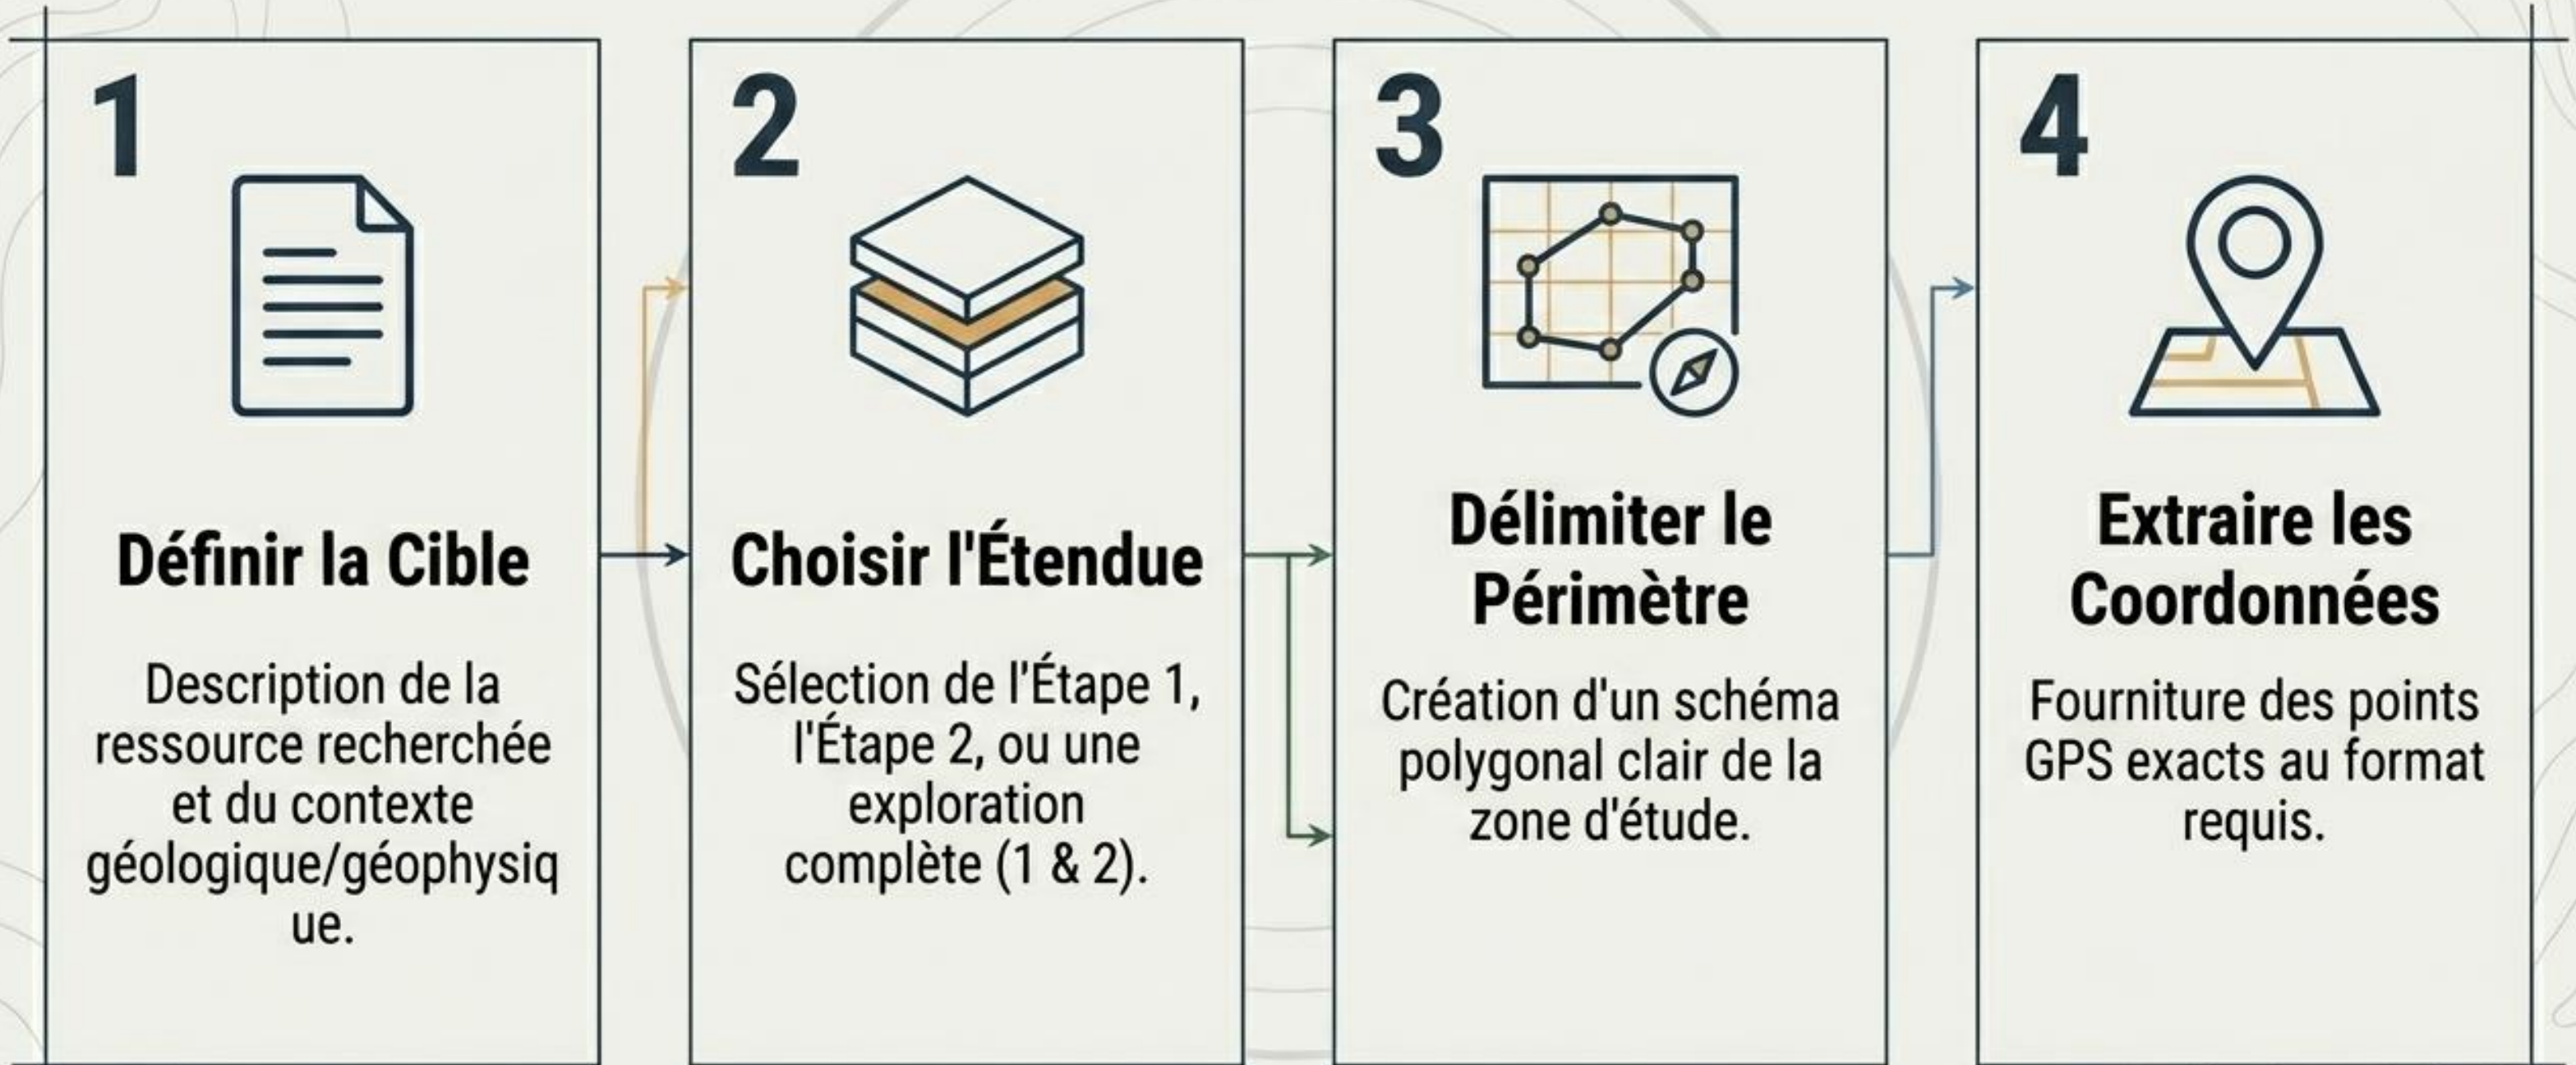 1
Définir la Cible
Description de la
ressource recherchée
et du contexte
géologique/géophysiq
ue.
2
Choisir l'Étendue
Sélection de l'Étape 1,
l'Étape 2, ou une
exploration
complète (1 & 2).
3
Délimiter le
Périmètre
Création d'un schéma
polygonal clair de la
zone d'étude.
4
Extraire les
Coordonnées
Fourniture des points
GPS exacts au format
requis.